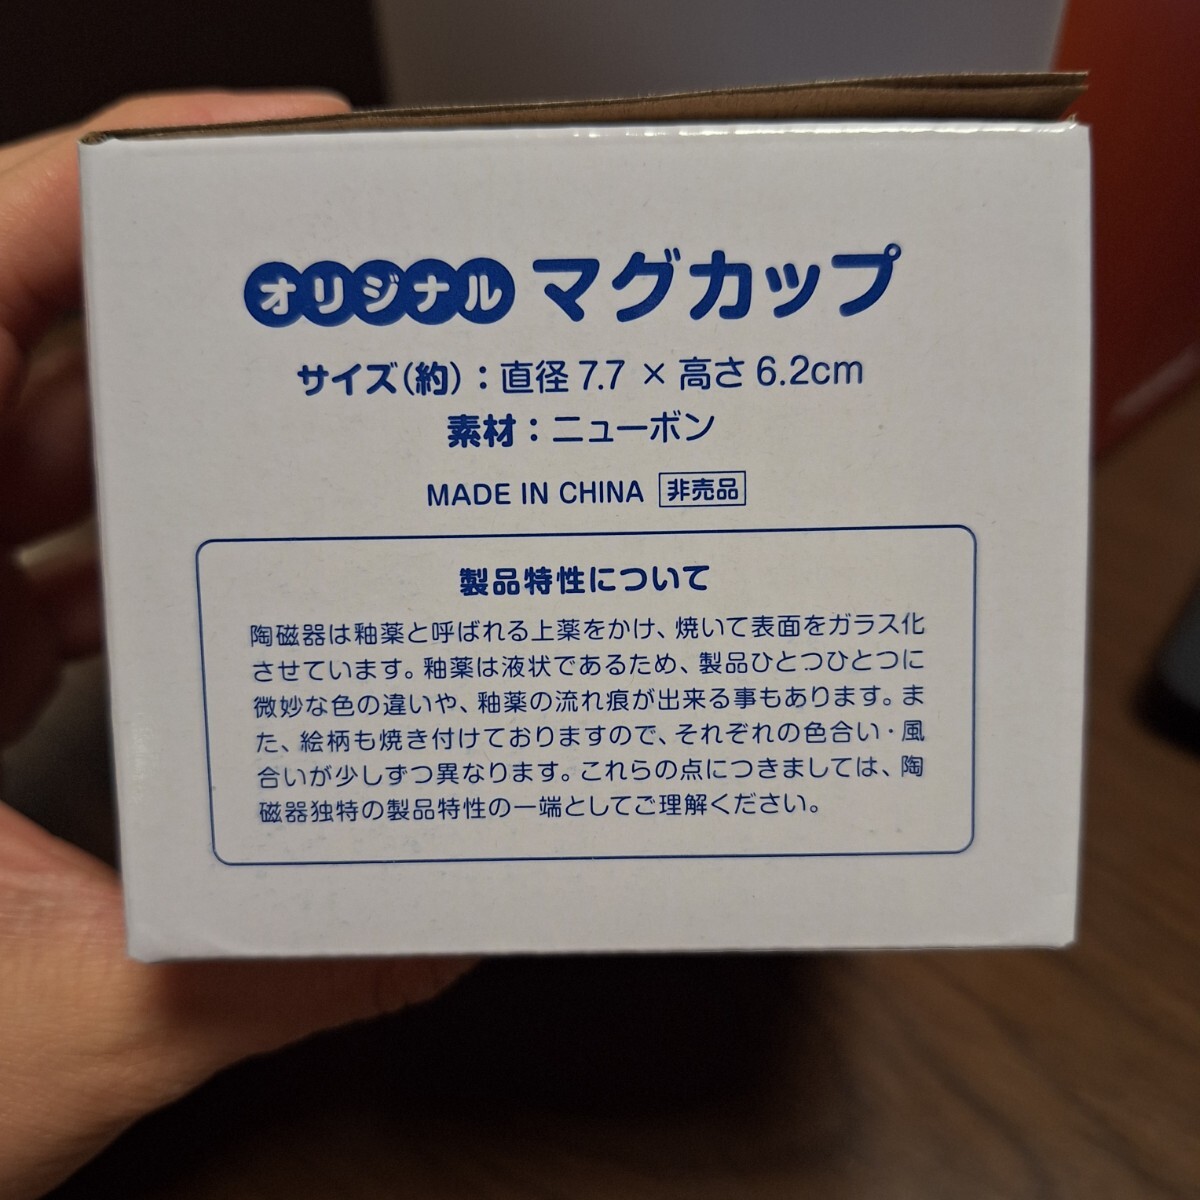 オリジナル マグカップ
サイズ(約)：直径 7.7 × 高さ 6.2cm
素材：ニューボン
MADE IN CHINA 非売品
製品特性について
陶磁器は釉薬と呼ばれる上薬をかけ、焼いて表面をガラス化
させています。釉薬は液状であるため、製品ひとつひとつに
微妙な色の違いや、釉薬の流れ痕が出来る事もあります。ま
た、絵柄も焼き付けておりますので、それぞれの色合い・風
合いが少しずつ異なります。これらの点につきましては、陶
磁器独特の製品特性の一端としてご理解ください。